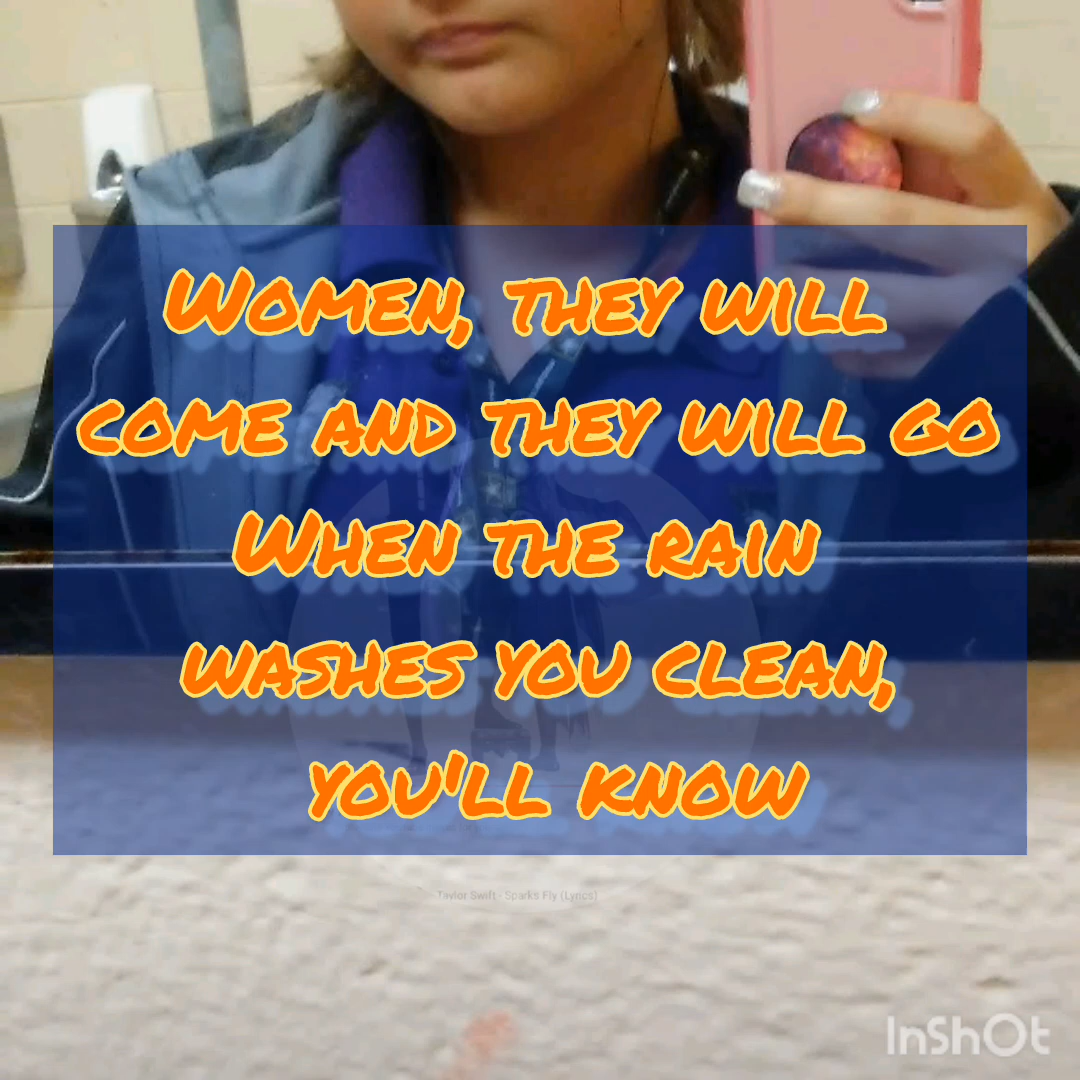 Women, they will
come and they will go
When the rain
washes you clean,
you'll know
Taylor Swift - Sparks Fly (Lyrics)
InShOt